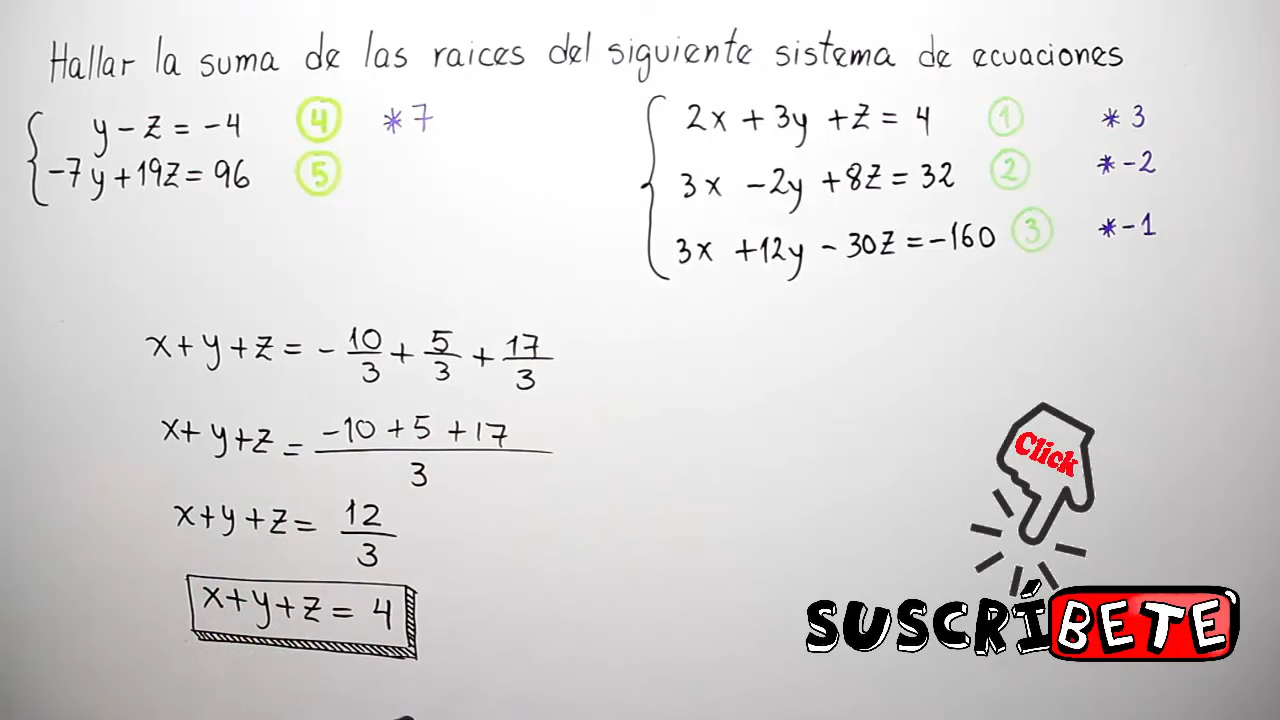 Hallar la suma de las raices del siguiente sistema de ecuaciones
y - z = -4 4 *7
-7y + 19z = 96 5
2x + 3y + z = 4 1 * 3
3x - 2y + 8z = 32 2 *-2
3x + 12y - 30z = -160 3 *-1
x + y + z = - 10/3 + 5/3 + 17/3
x + y + z = -10 + 5 + 17 / 3
x + y + z = 12/3
x + y + z = 4
Click
SUSCRÍBETE